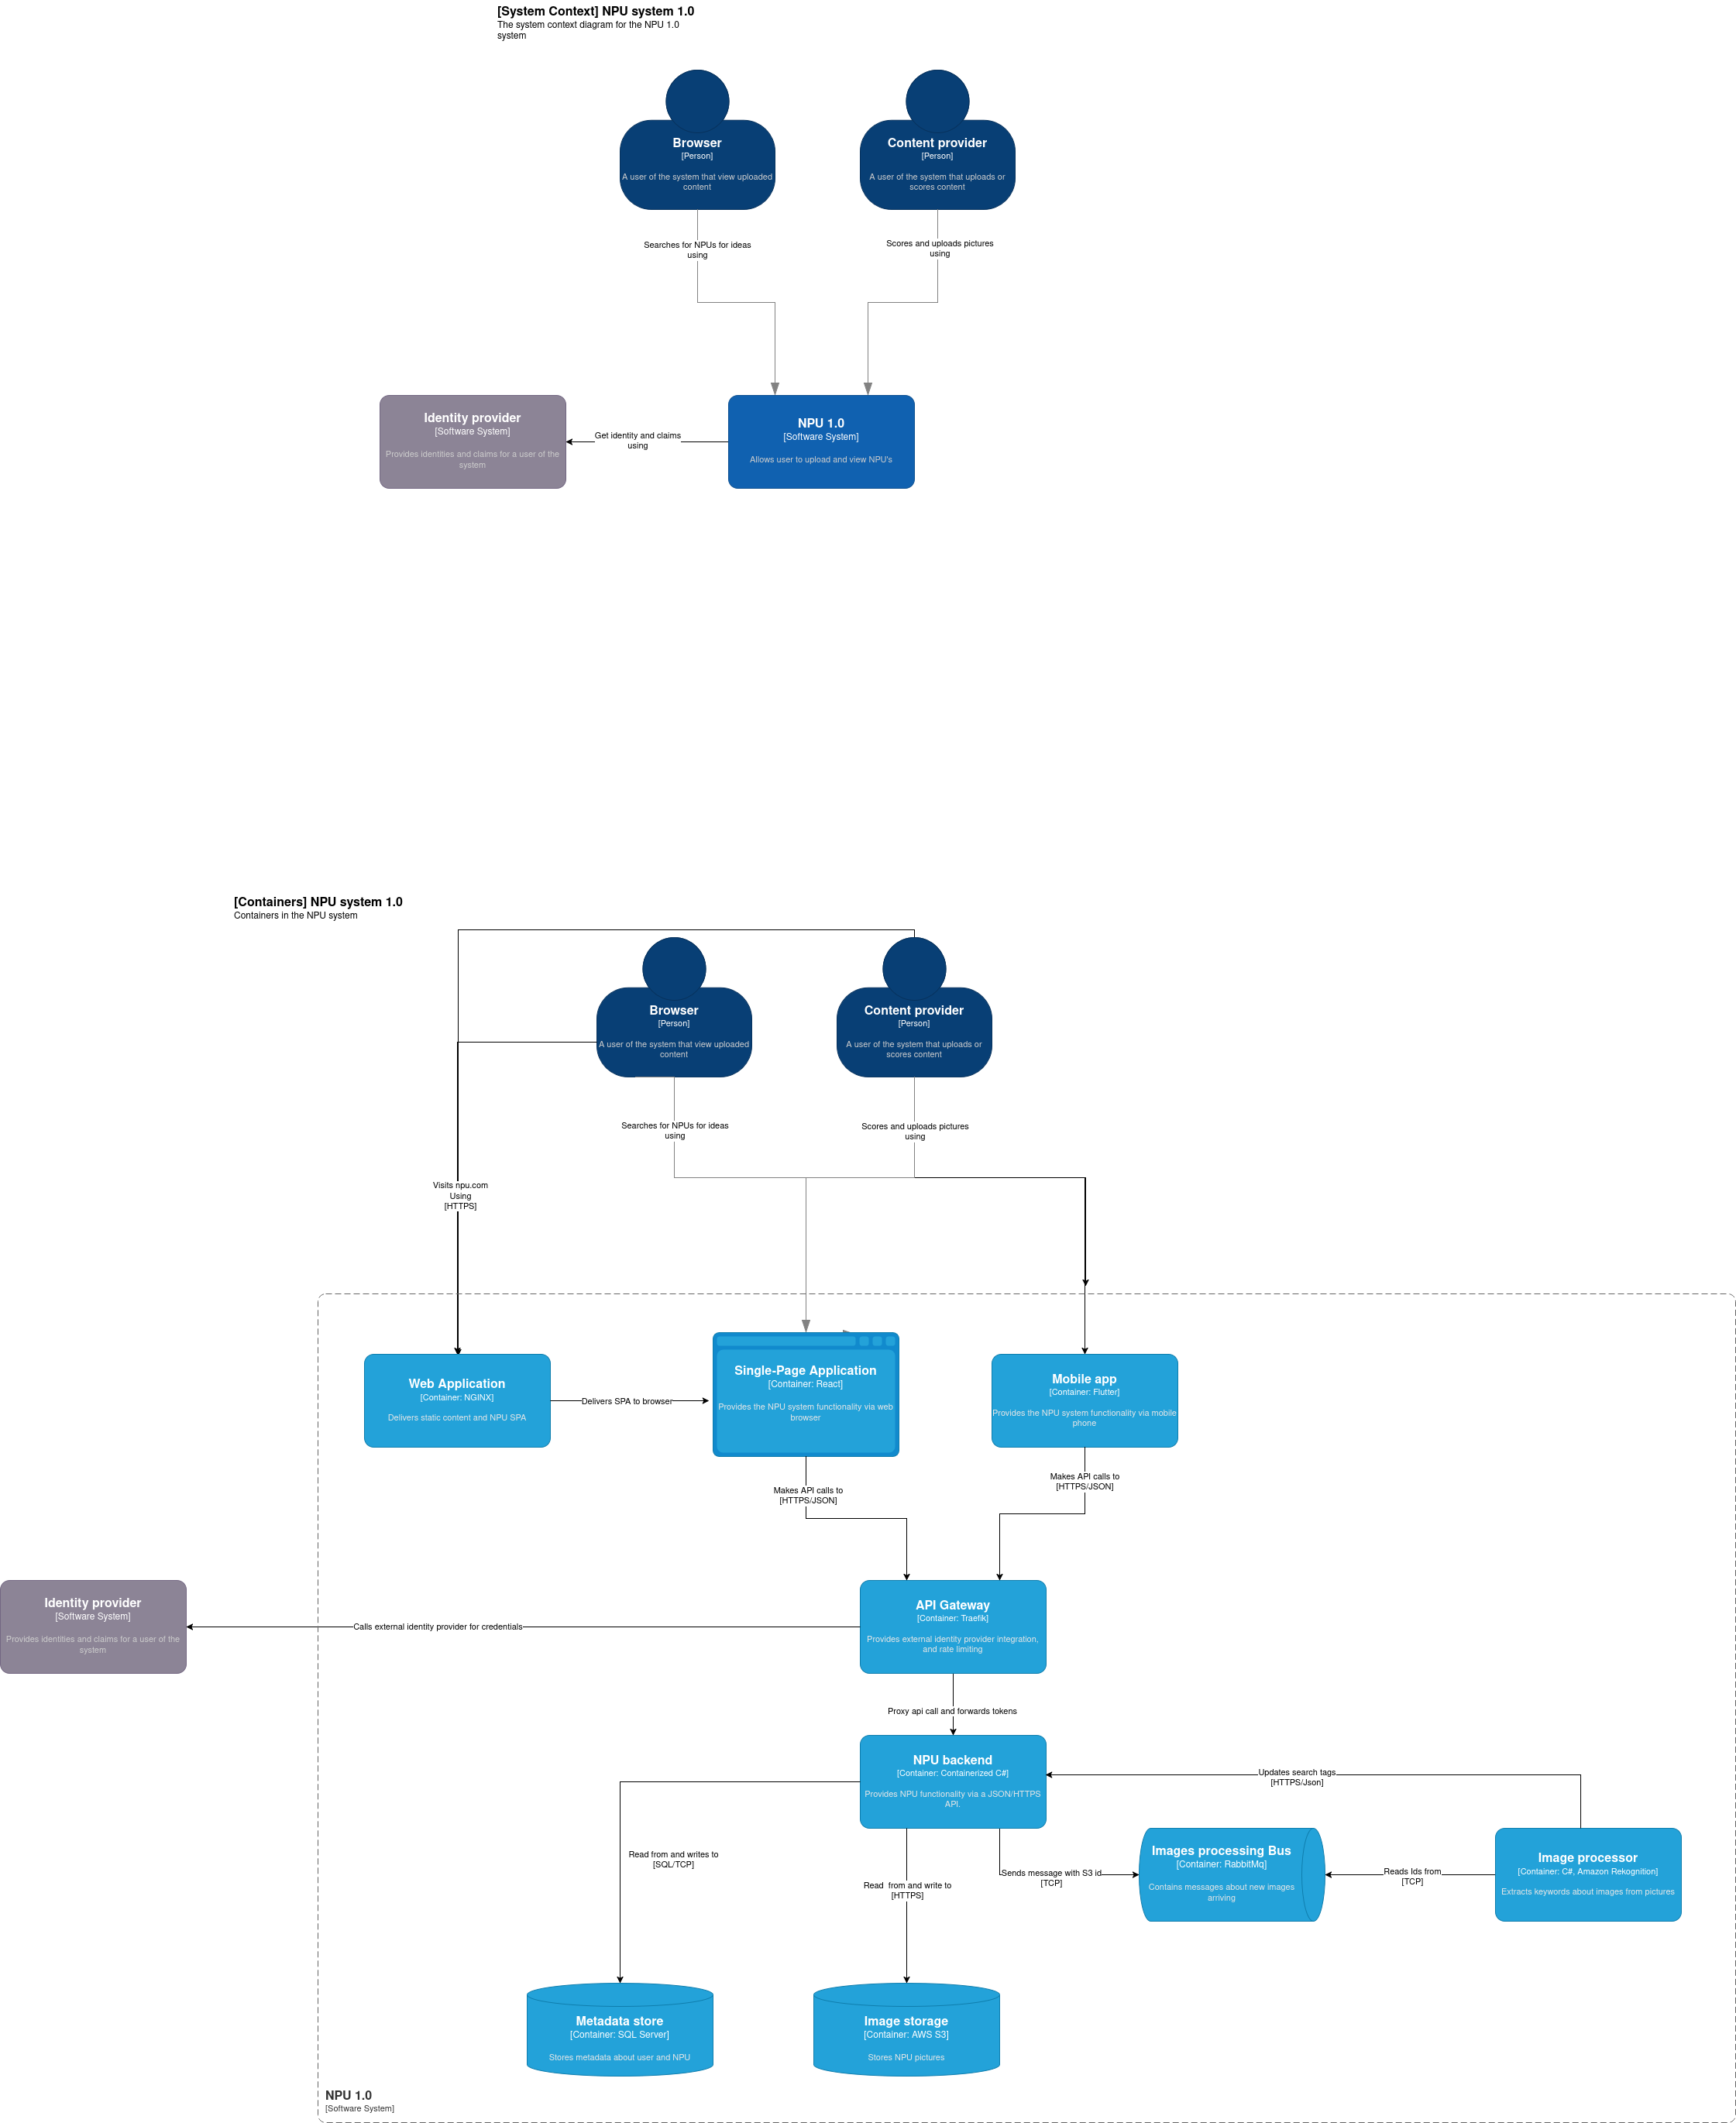 [System Context] NPU system 1.0
The system context diagram for the NPU 1.0
system
Browser
[Person]
A user of the system that view uploaded
content
Content provider
[Person]
A user of the system that uploads or
scores content
Searches for NPUs for ideas
using
Scores and uploads pictures
using
Identity provider
[Software System]
Provides identities and claims for a user of the
system
Get identity and claims
using
NPU 1.0
[Software System]
Allows user to upload and view NPU's
[Containers] NPU system 1.0
Containers in the NPU system
Browser
[Person]
A user of the system that view uploaded
content
Content provider
[Person]
A user of the system that uploads or
scores content
Searches for NPUs for ideas
using
Scores and uploads pictures
using
Visits npu.com
Using
[HTTPS]
Web Application
[Container: NGINX]
Delivers static content and NPU SPA
Delivers SPA to browser
Single-Page Application
[Container: React]
Provides the NPU system functionality via web
browser
Mobile app
[Container: Flutter]
Provides the NPU system functionality via mobile
phone
Makes API calls to
[HTTPS/JSON]
Makes API calls to
[HTTPS/JSON]
Identity provider
[Software System]
Provides identities and claims for a user of the
system
Calls external identity provider for credentials
API Gateway
[Container: Traefik]
Provides external identity provider integration,
and rate limiting
Proxy api call and forwards tokens
NPU backend
[Container: Containerized C#]
Provides NPU functionality via a JSON/HTTPS
API.
Updates search tags
[HTTPS/Json]
Read from and writes to
[SQL/TCP]
Read  from and write to
[HTTPS]
Sends message with S3 id
[TCP]
Images processing Bus
[Container: RabbitMq]
Contains messages about new images
arriving
Reads Ids from
[TCP]
Image processor
[Container: C#, Amazon Rekognition]
Extracts keywords about images from pictures
Metadata store
[Container: SQL Server]
Stores metadata about user and NPU
Image storage
[Container: AWS S3]
Stores NPU pictures
NPU 1.0
[Software System]